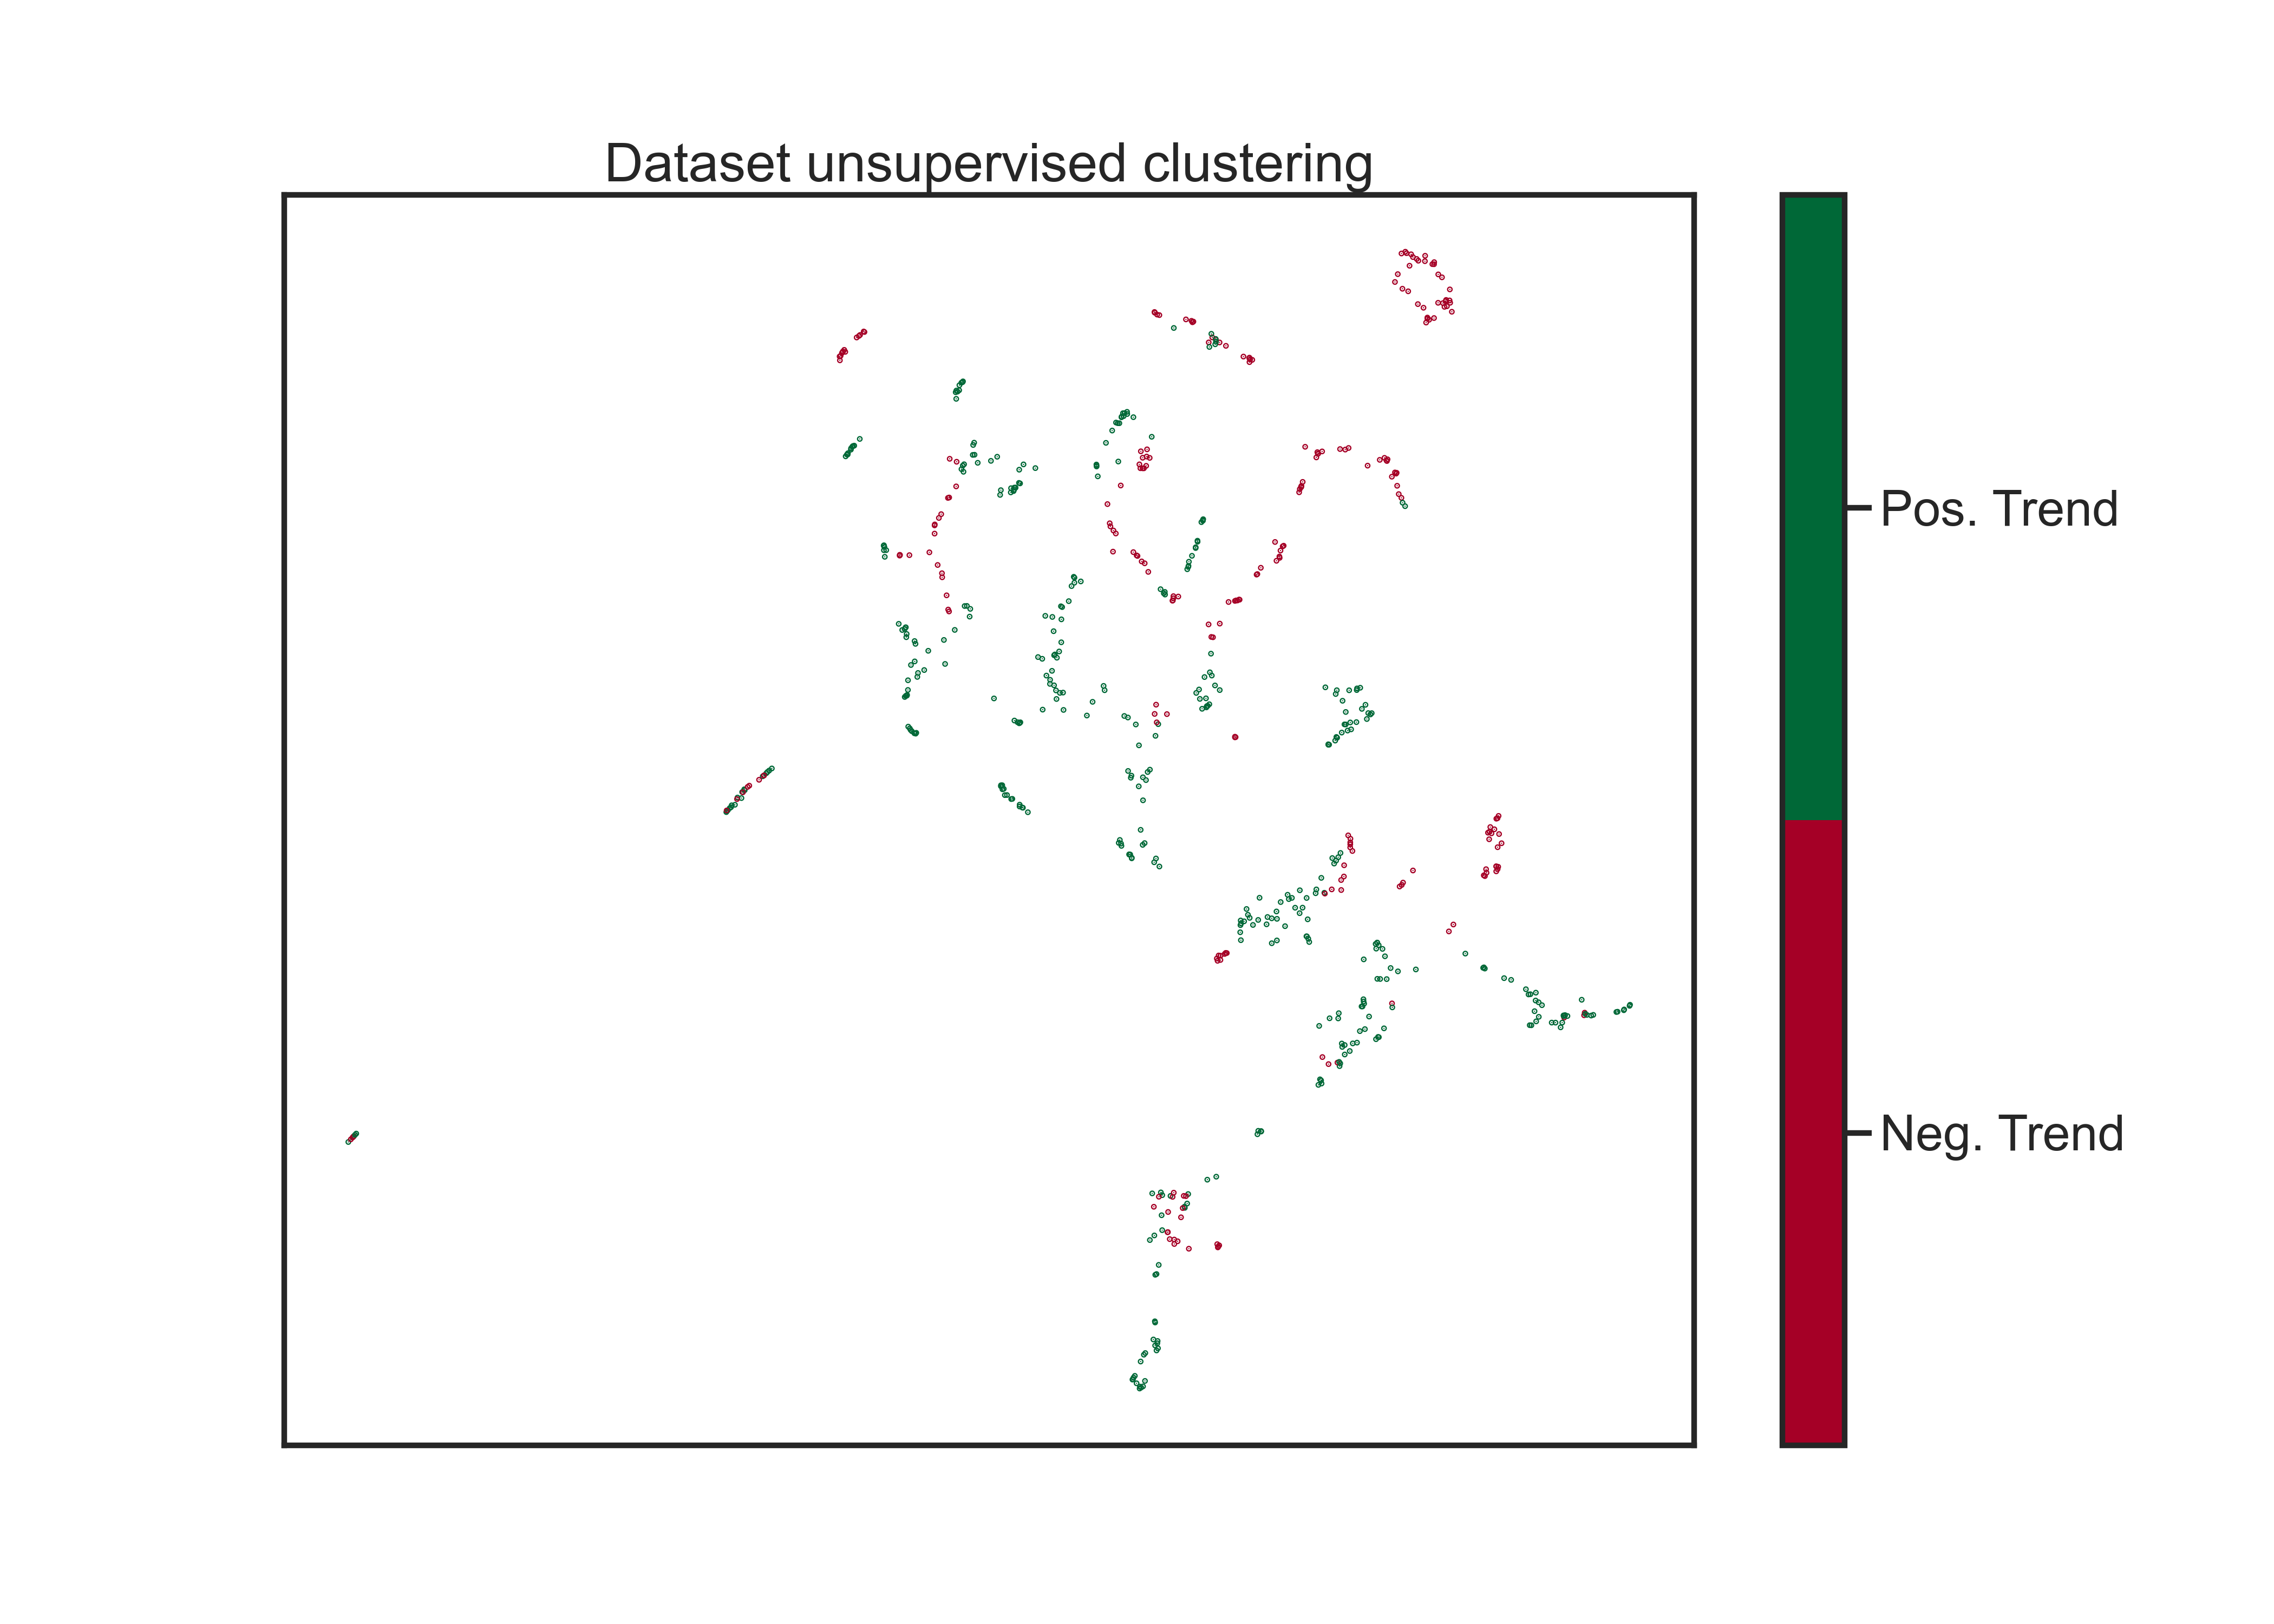 Dataset unsupervised clustering
Pos. Trend
Neg. Trend